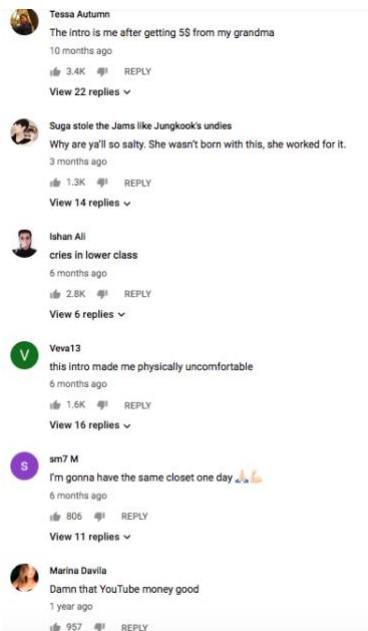 Tessa Autumn
The intro is me after getting 5$ from my grandma
10 months ago
3.4K REPLY
View 22 replies
Suga stole the Jams like Jungkook's undies
Why are ya'll so salty. She wasn't born with this, she worked for it.
3 months ago
1.3K REPLY
View 14 replies
Ishan Ali
cries in lower class
6 months ago
2.8K REPLY
View 6 replies
V
Veva13
this intro made me physically uncomfortable
6 months ago
1.6K REPLY
View 16 replies
S
sm7 M
I'm gonna have the same closet one day 🙏🏻💪🏻
6 months ago
806 REPLY
View 11 replies
Marina Davila
Damn that YouTube money good
1 year ago
957 REPLY